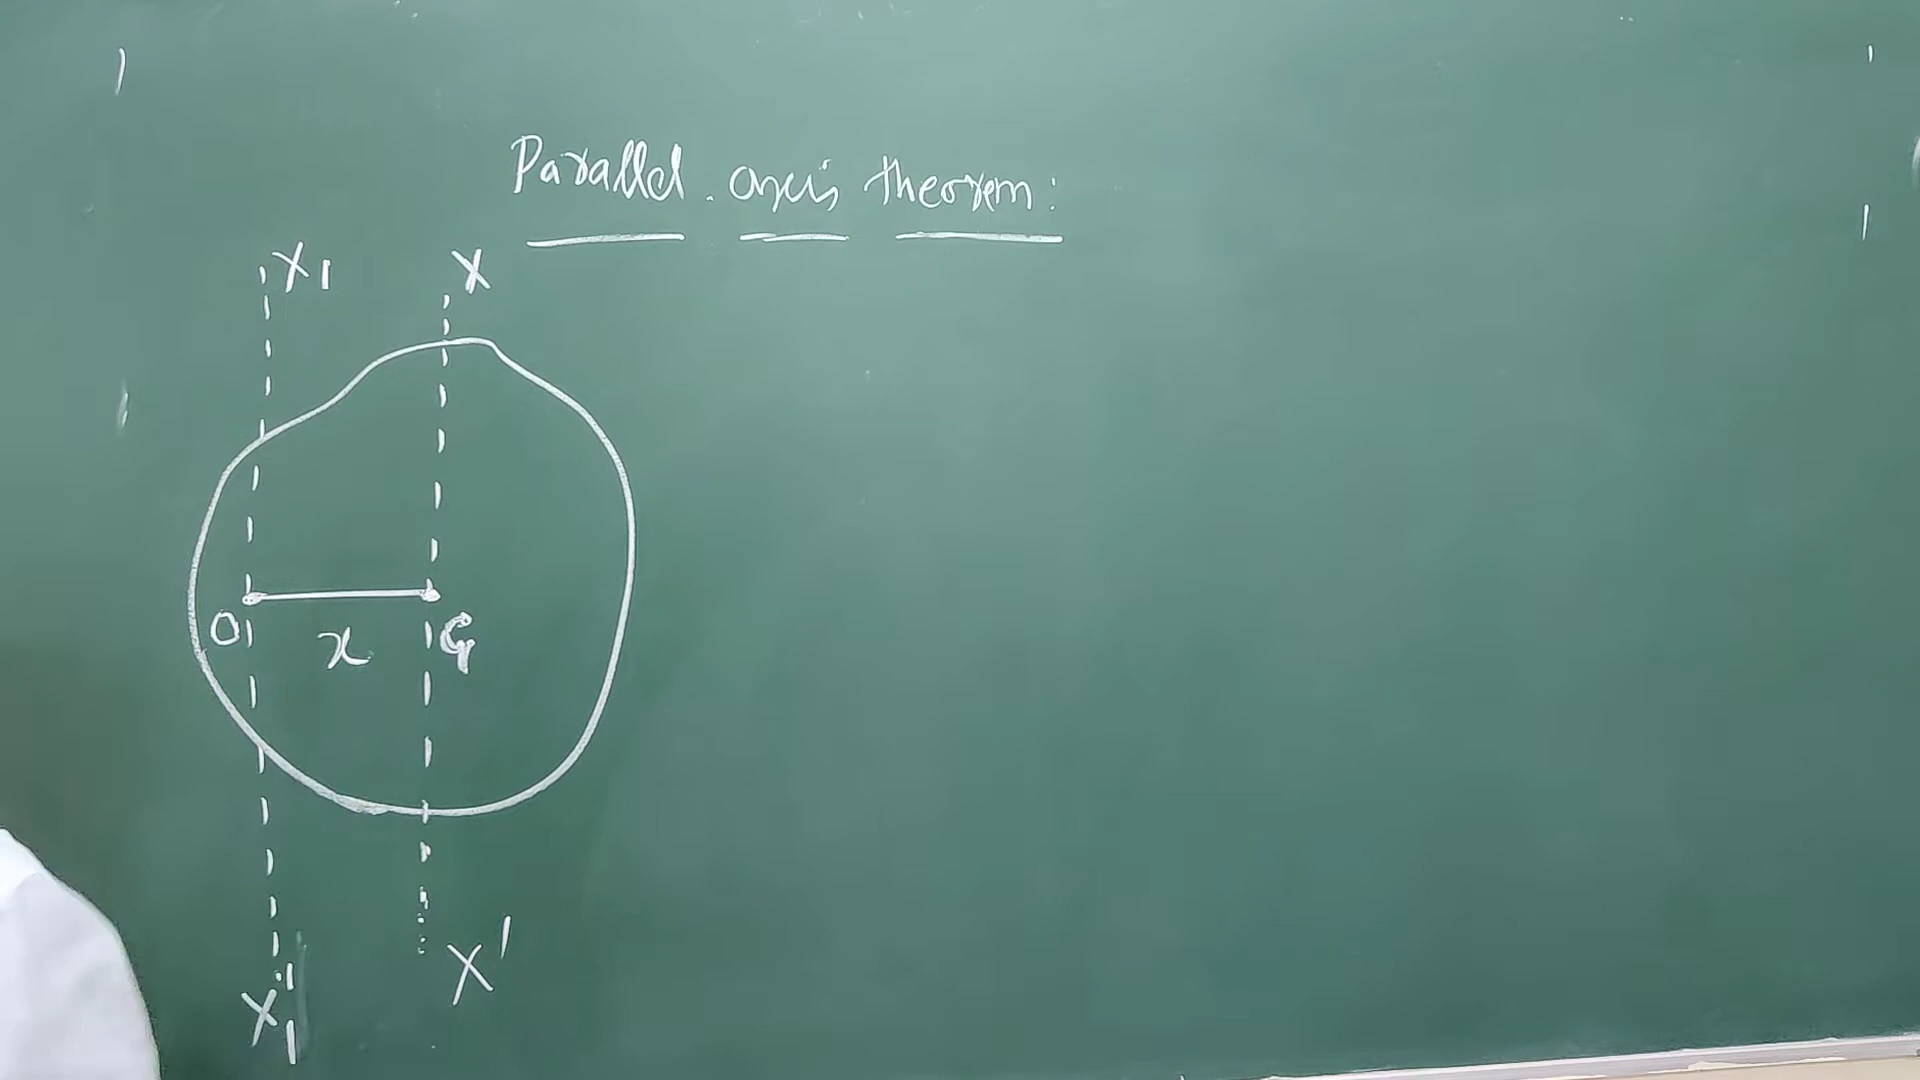 Parallel axis theorem:
X1 X
O x G
X'
X1'